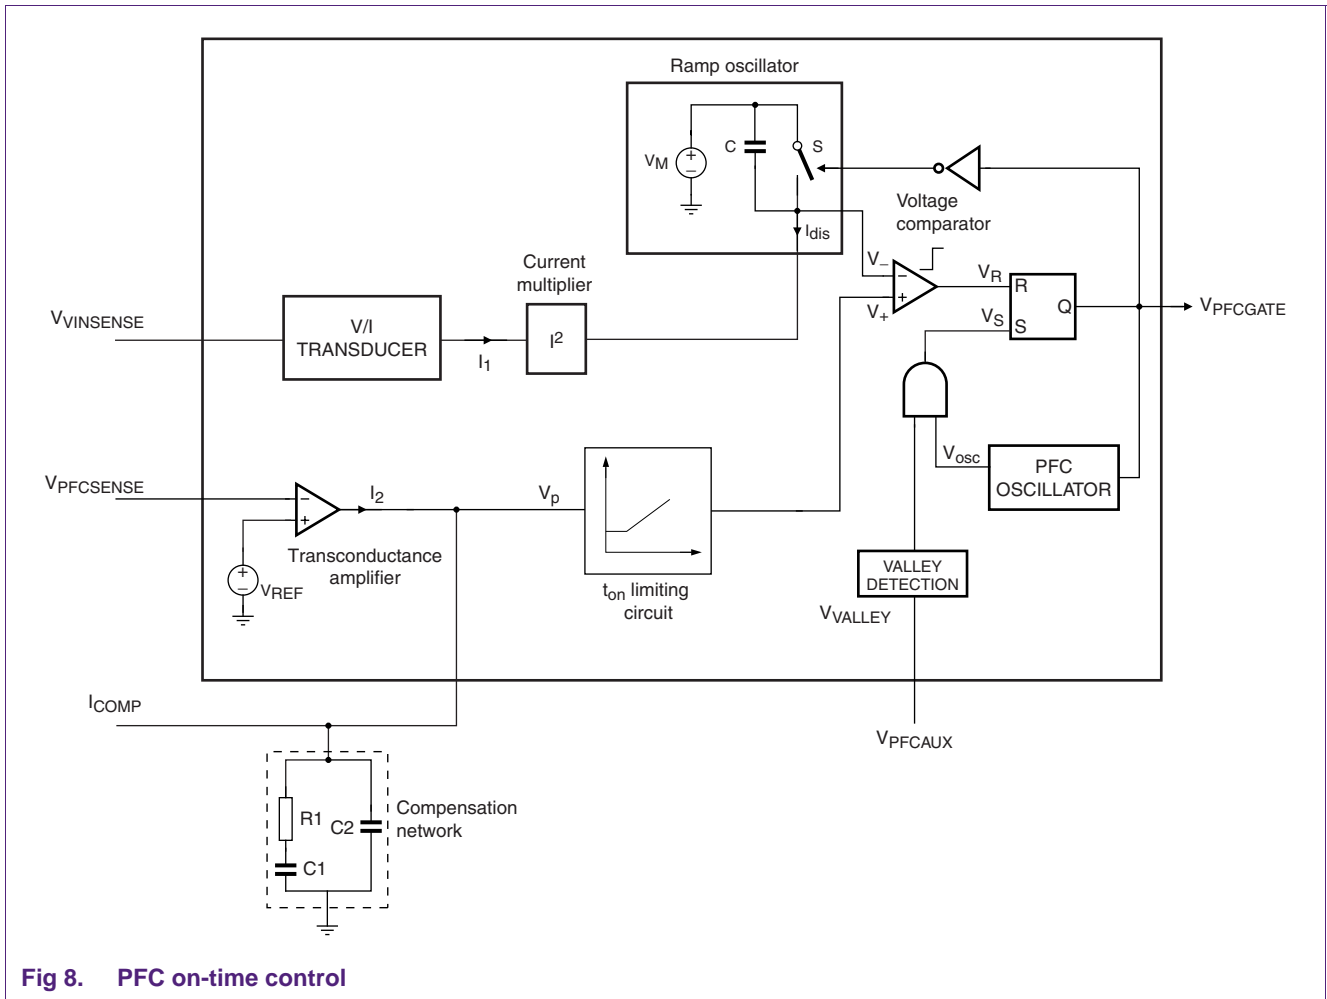 Ramp oscillator
VM
C
S
Idis
Voltage
comparator
Current
multiplier
V−
−
+
V+
VR
R
Q
VS
S
VPFCGATE
VVINSENSE
V/I
TRANSDUCER
I1
I2
VPFCSENSE
I2
−
+
Transconductance
amplifier
+
−
VREF
Vp
ton limiting
circuit
Vosc
PFC
OSCILLATOR
VALLEY
DETECTION
VVALLEY
VPFCAUX
ICOMP
R1
C2
C1
Compensation
network
Fig 8. PFC on-time control